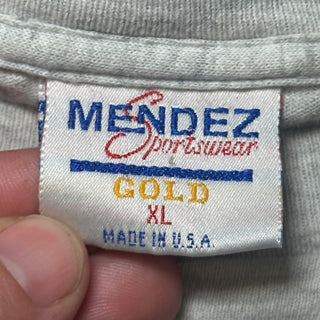 MENDEZ
Sportswear
GOLD
XL
MADE IN U.S.A.